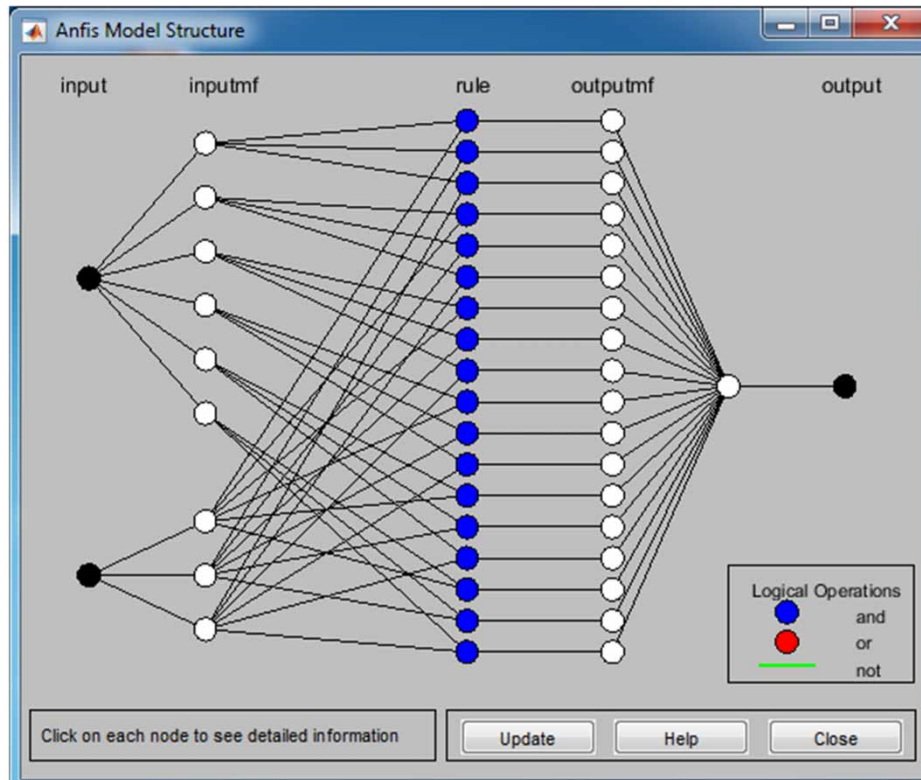 Anfis Model Structure
input inputmf rule outputmf output
Logical Operations
and
or
not
Click on each node to see detailed information
Update Help Close